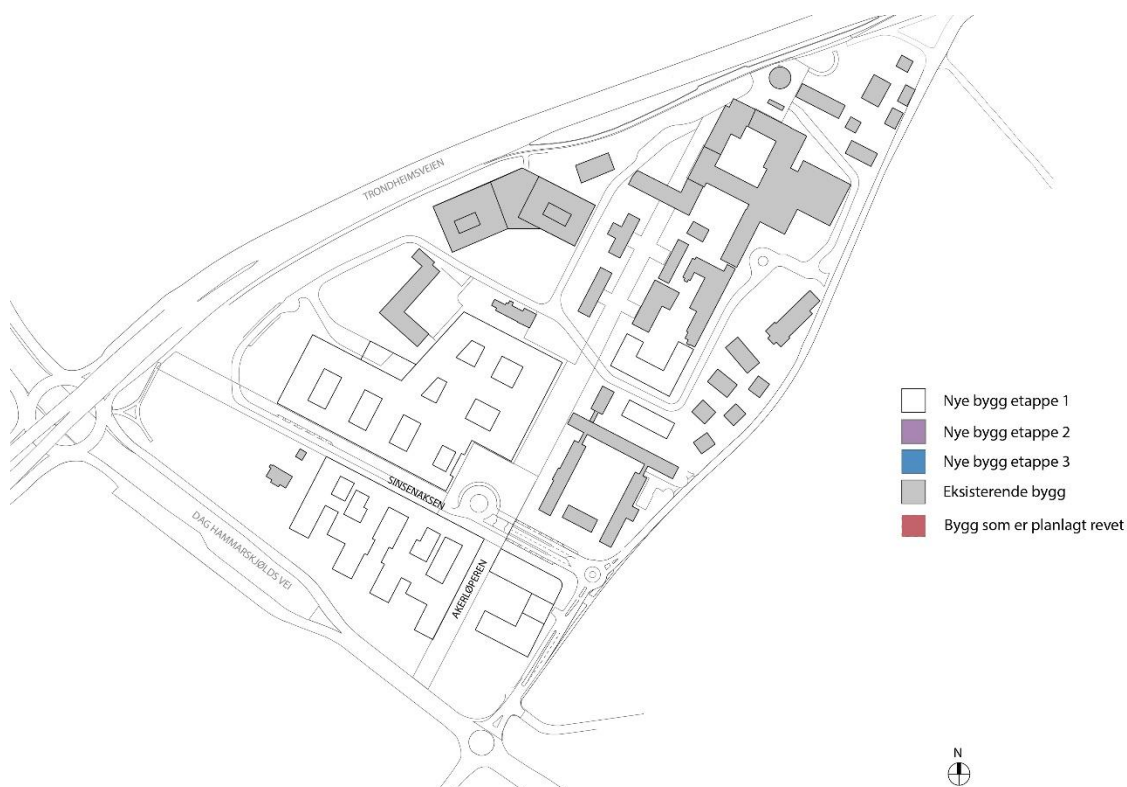 TRONDHEIMSVEIEN
Nye bygg etappe 1
Nye bygg etappe 2
Nye bygg etappe 3
Eksisterende bygg
Bygg som er planlagt revet
SINSENAKSEN
DAG HAMMARSKJØLDS VEI
AKERLØPEREN
N